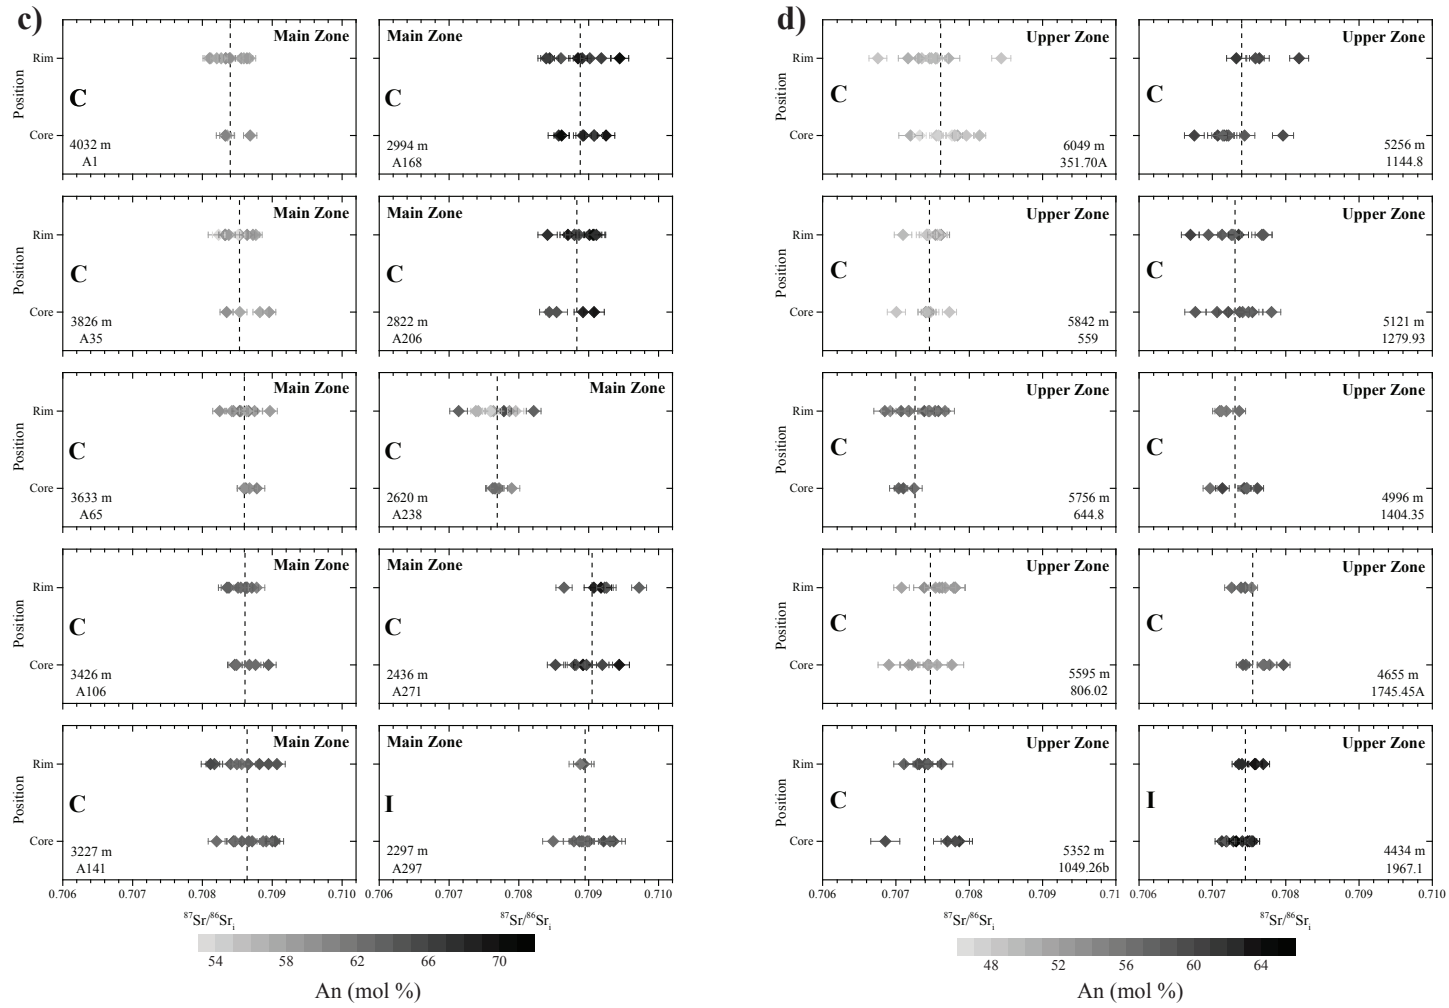 c)
Main Zone
Rim
Position
C
Core
4032 m
A1
Main Zone
C
2994 m
A168
Main Zone
Rim
Position
C
Core
3826 m
A35
Main Zone
C
2822 m
A206
Main Zone
Rim
Position
C
Core
3633 m
A65
Main Zone
C
2620 m
A238
Main Zone
Rim
Position
C
Core
3426 m
A106
Main Zone
C
2436 m
A271
Main Zone
Rim
Position
C
Core
3227 m
A141
Main Zone
I
2297 m
A297
0.706 0.707 0.708 0.709 0.706 0.707 0.708 0.709 0.710
⁸⁷Sr/⁸⁶Srᵢ ⁸⁷Sr/⁸⁶Srᵢ
54 58 62 66 70
An (mol %)
d)
Upper Zone
Rim
Position
C
Core
6049 m
351.70A
Upper Zone
C
5256 m
1144.8
Upper Zone
Rim
Position
C
Core
5842 m
559
Upper Zone
C
5121 m
1279.93
Upper Zone
Rim
Position
C
Core
5756 m
644.8
Upper Zone
C
4996 m
1404.35
Upper Zone
Rim
Position
C
Core
5595 m
806.02
Upper Zone
C
4655 m
1745.45A
Upper Zone
Rim
Position
C
Core
5352 m
1049.26b
Upper Zone
I
4434 m
1967.1
0.706 0.707 0.708 0.709 0.706 0.707 0.708 0.709 0.710
⁸⁷Sr/⁸⁶Srᵢ ⁸⁷Sr/⁸⁶Srᵢ
48 52 56 60 64
An (mol %)